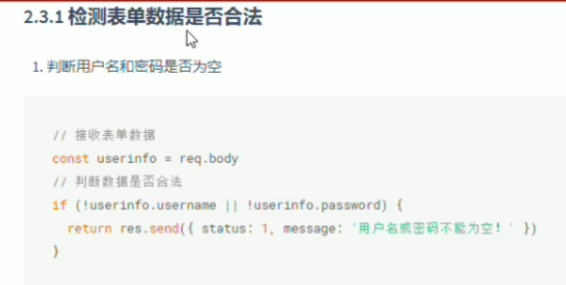 2.3.1 检测表单数据是否合法
1. 判断用户名和密码是否为空
// 接收表单数据
const userinfo = req.body
// 判断数据是否合法
if (!userinfo.username || !userinfo.password) {
return res.send({ status: 1, message: '用户名或密码不能为空！' })
}